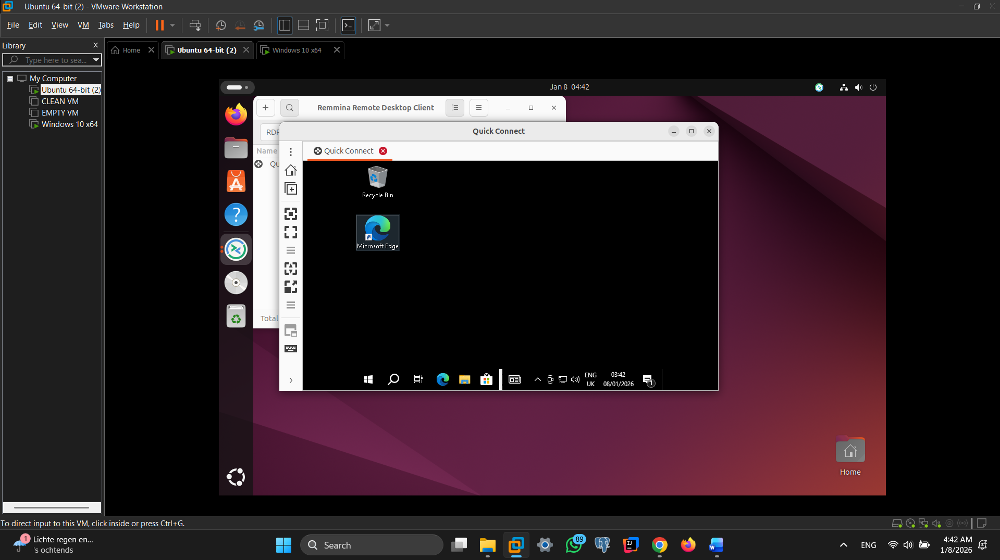 Ubuntu 64-bit (2) - VMware Workstation
File Edit View VM Tabs Help
Library
Type here to sea...
My Computer
Ubuntu 64-bit (2)
CLEAN VM
EMPTY VM
Windows 10 x64
Home
Ubuntu 64-bit (2)
Windows 10 x64
Jan 8 04:42
Remmina Remote Desktop Client
RDP
Name
Qu
Total
Quick Connect
Quick Connect
Recycle Bin
Microsoft Edge
ENG
UK
03:42
08/01/2026
1
Home
To direct input to this VM, click inside or press Ctrl+G.
1
Lichte regen en...
's ochtends
Search
89
ENG
4:42 AM
1/8/2026